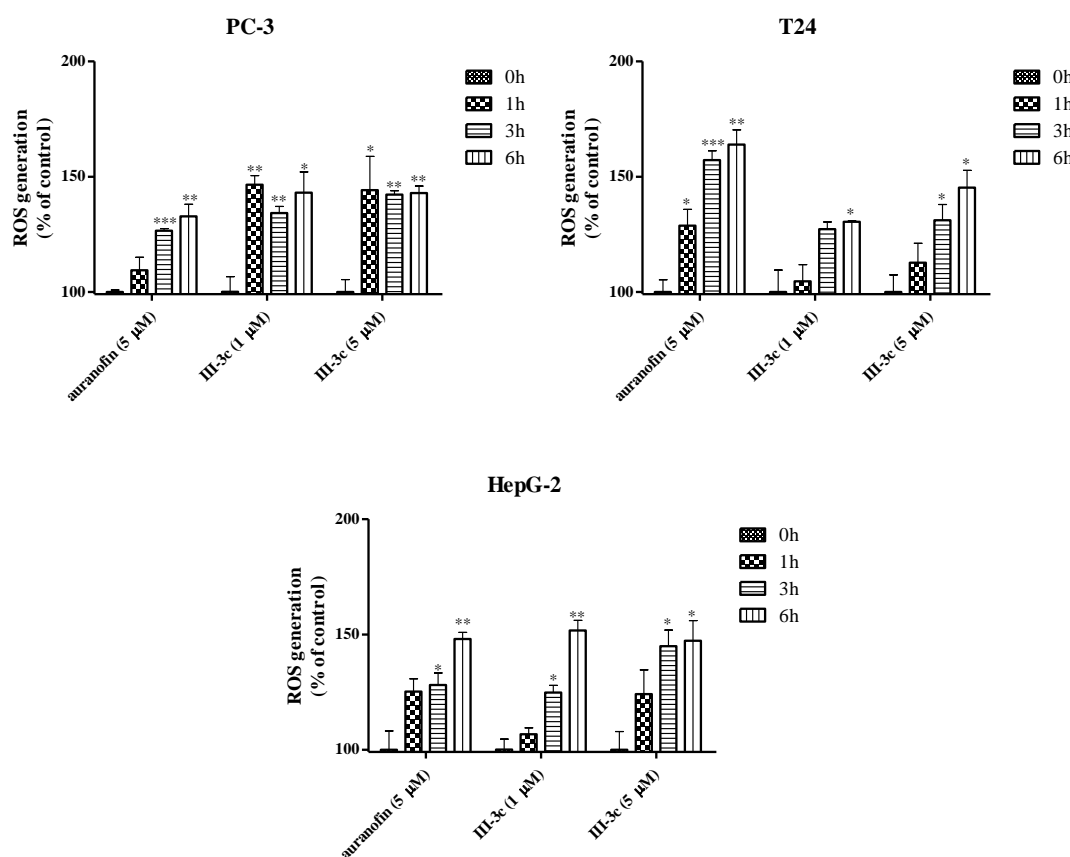 PC-3
ROS generation
(% of control)
200
150
100
0h
1h
3h
6h
***
**
**
**
*
*
**
**
auranofin (5 μM)
III-3c (1 μM)
III-3c (5 μM)
T24
ROS generation
(% of control)
200
150
100
0h
1h
3h
6h
*
***
**
*
*
*
auranofin (5 μM)
III-3c (1 μM)
III-3c (5 μM)
HepG-2
ROS generation
(% of control)
200
150
100
0h
1h
3h
6h
*
**
*
**
*
*
auranofin (5 μM)
III-3c (1 μM)
III-3c (5 μM)